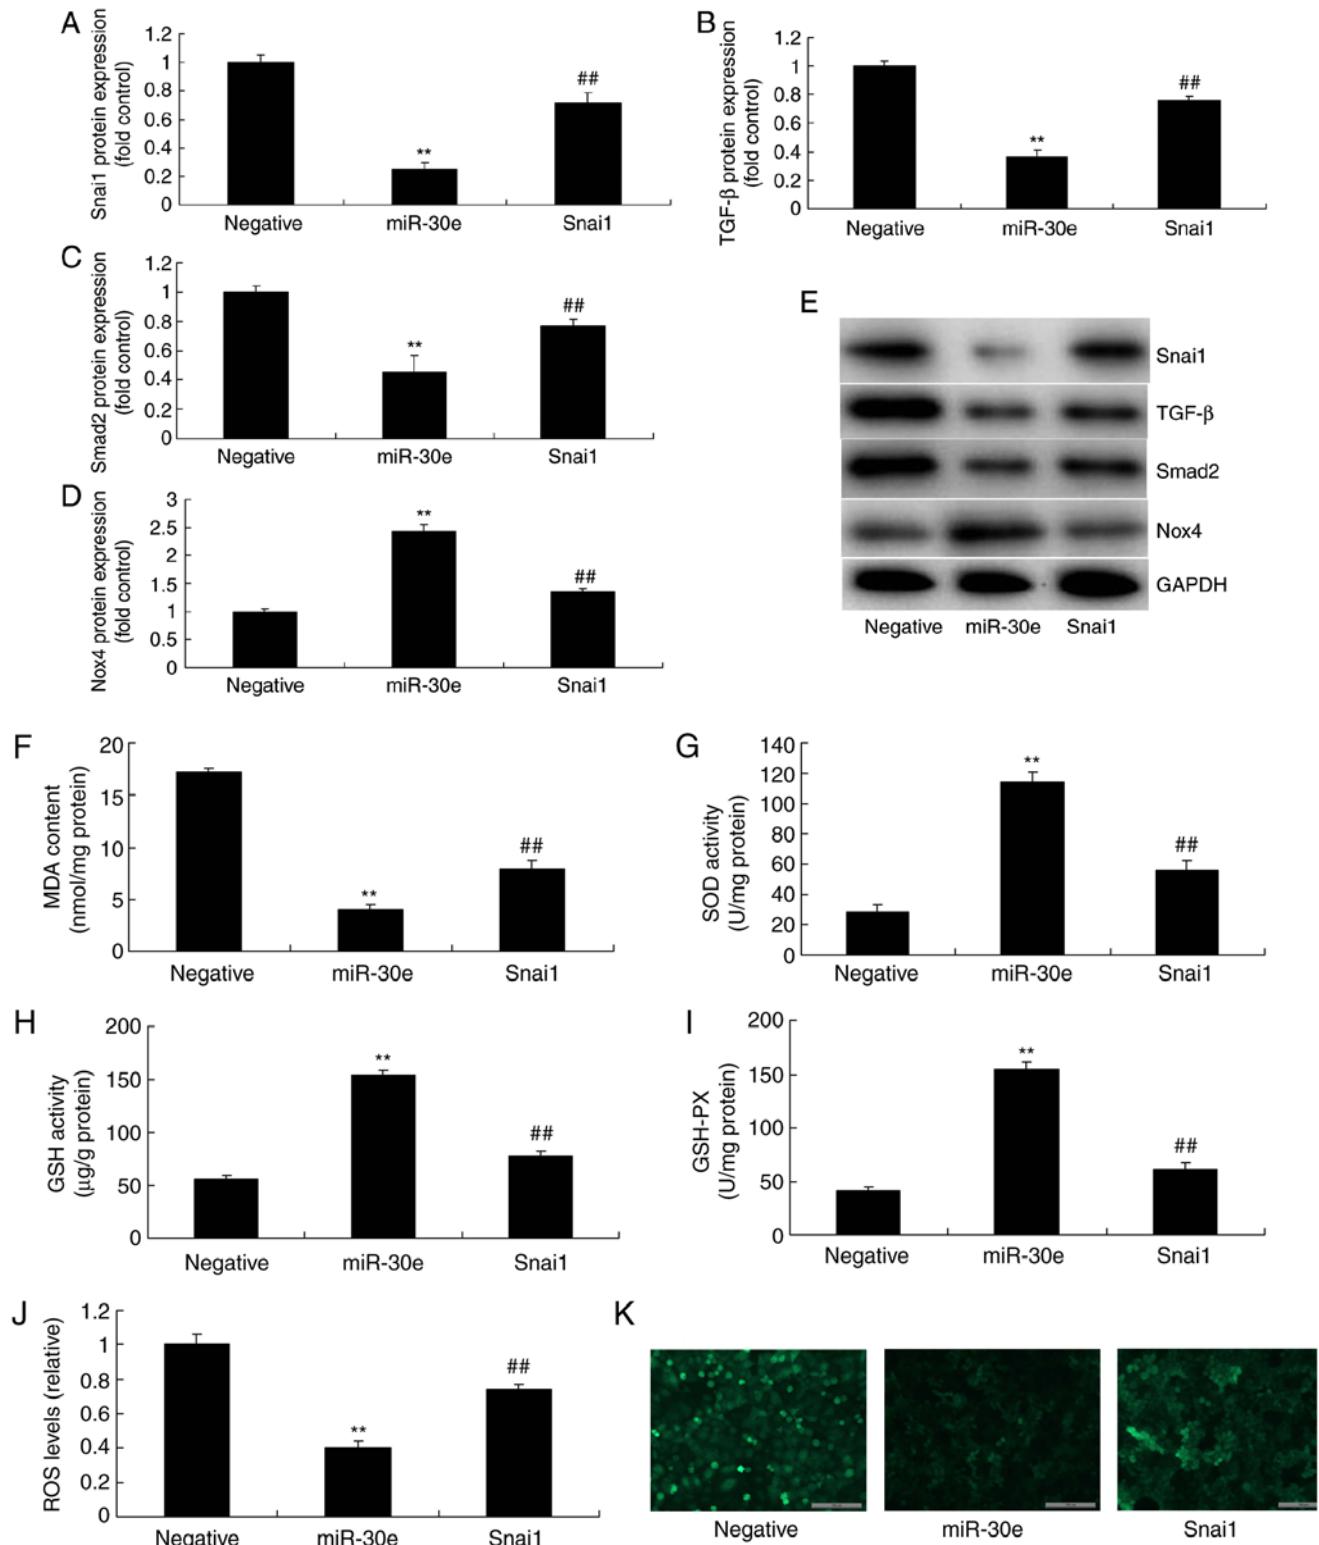 A
Snai1 protein expression
(fold control)
1.2
1
0.8
0.6
0.4
0.2
0
**
##
Negative
miR-30e
Snai1
B
TGF-β protein expression
(fold control)
1.2
1
0.8
0.6
0.4
0.2
0
**
##
Negative
miR-30e
Snai1
C
Smad2 protein expression
(fold control)
1.2
1
0.8
0.6
0.4
0.2
0
**
##
Negative
miR-30e
Snai1
D
Nox4 protein expression
(fold control)
3
2.5
2
1.5
1
0.5
0
**
##
Negative
miR-30e
Snai1
E
Snai1
TGF-β
Smad2
Nox4
GAPDH
Negative
miR-30e
Snai1
F
MDA content
(nmol/mg protein)
20
15
10
5
0
**
##
Negative
miR-30e
Snai1
G
SOD activity
(U/mg protein)
140
120
100
80
60
40
20
0
**
##
Negative
miR-30e
Snai1
H
GSH activity
(µg/g protein)
200
150
100
50
0
**
##
Negative
miR-30e
Snai1
I
GSH-PX
(U/mg protein)
200
150
100
50
0
**
##
Negative
miR-30e
Snai1
J
ROS levels (relative)
1.2
1
0.8
0.6
0.4
0.2
0
**
##
Negative
miR-30e
Snai1
K
Negative
miR-30e
Snai1